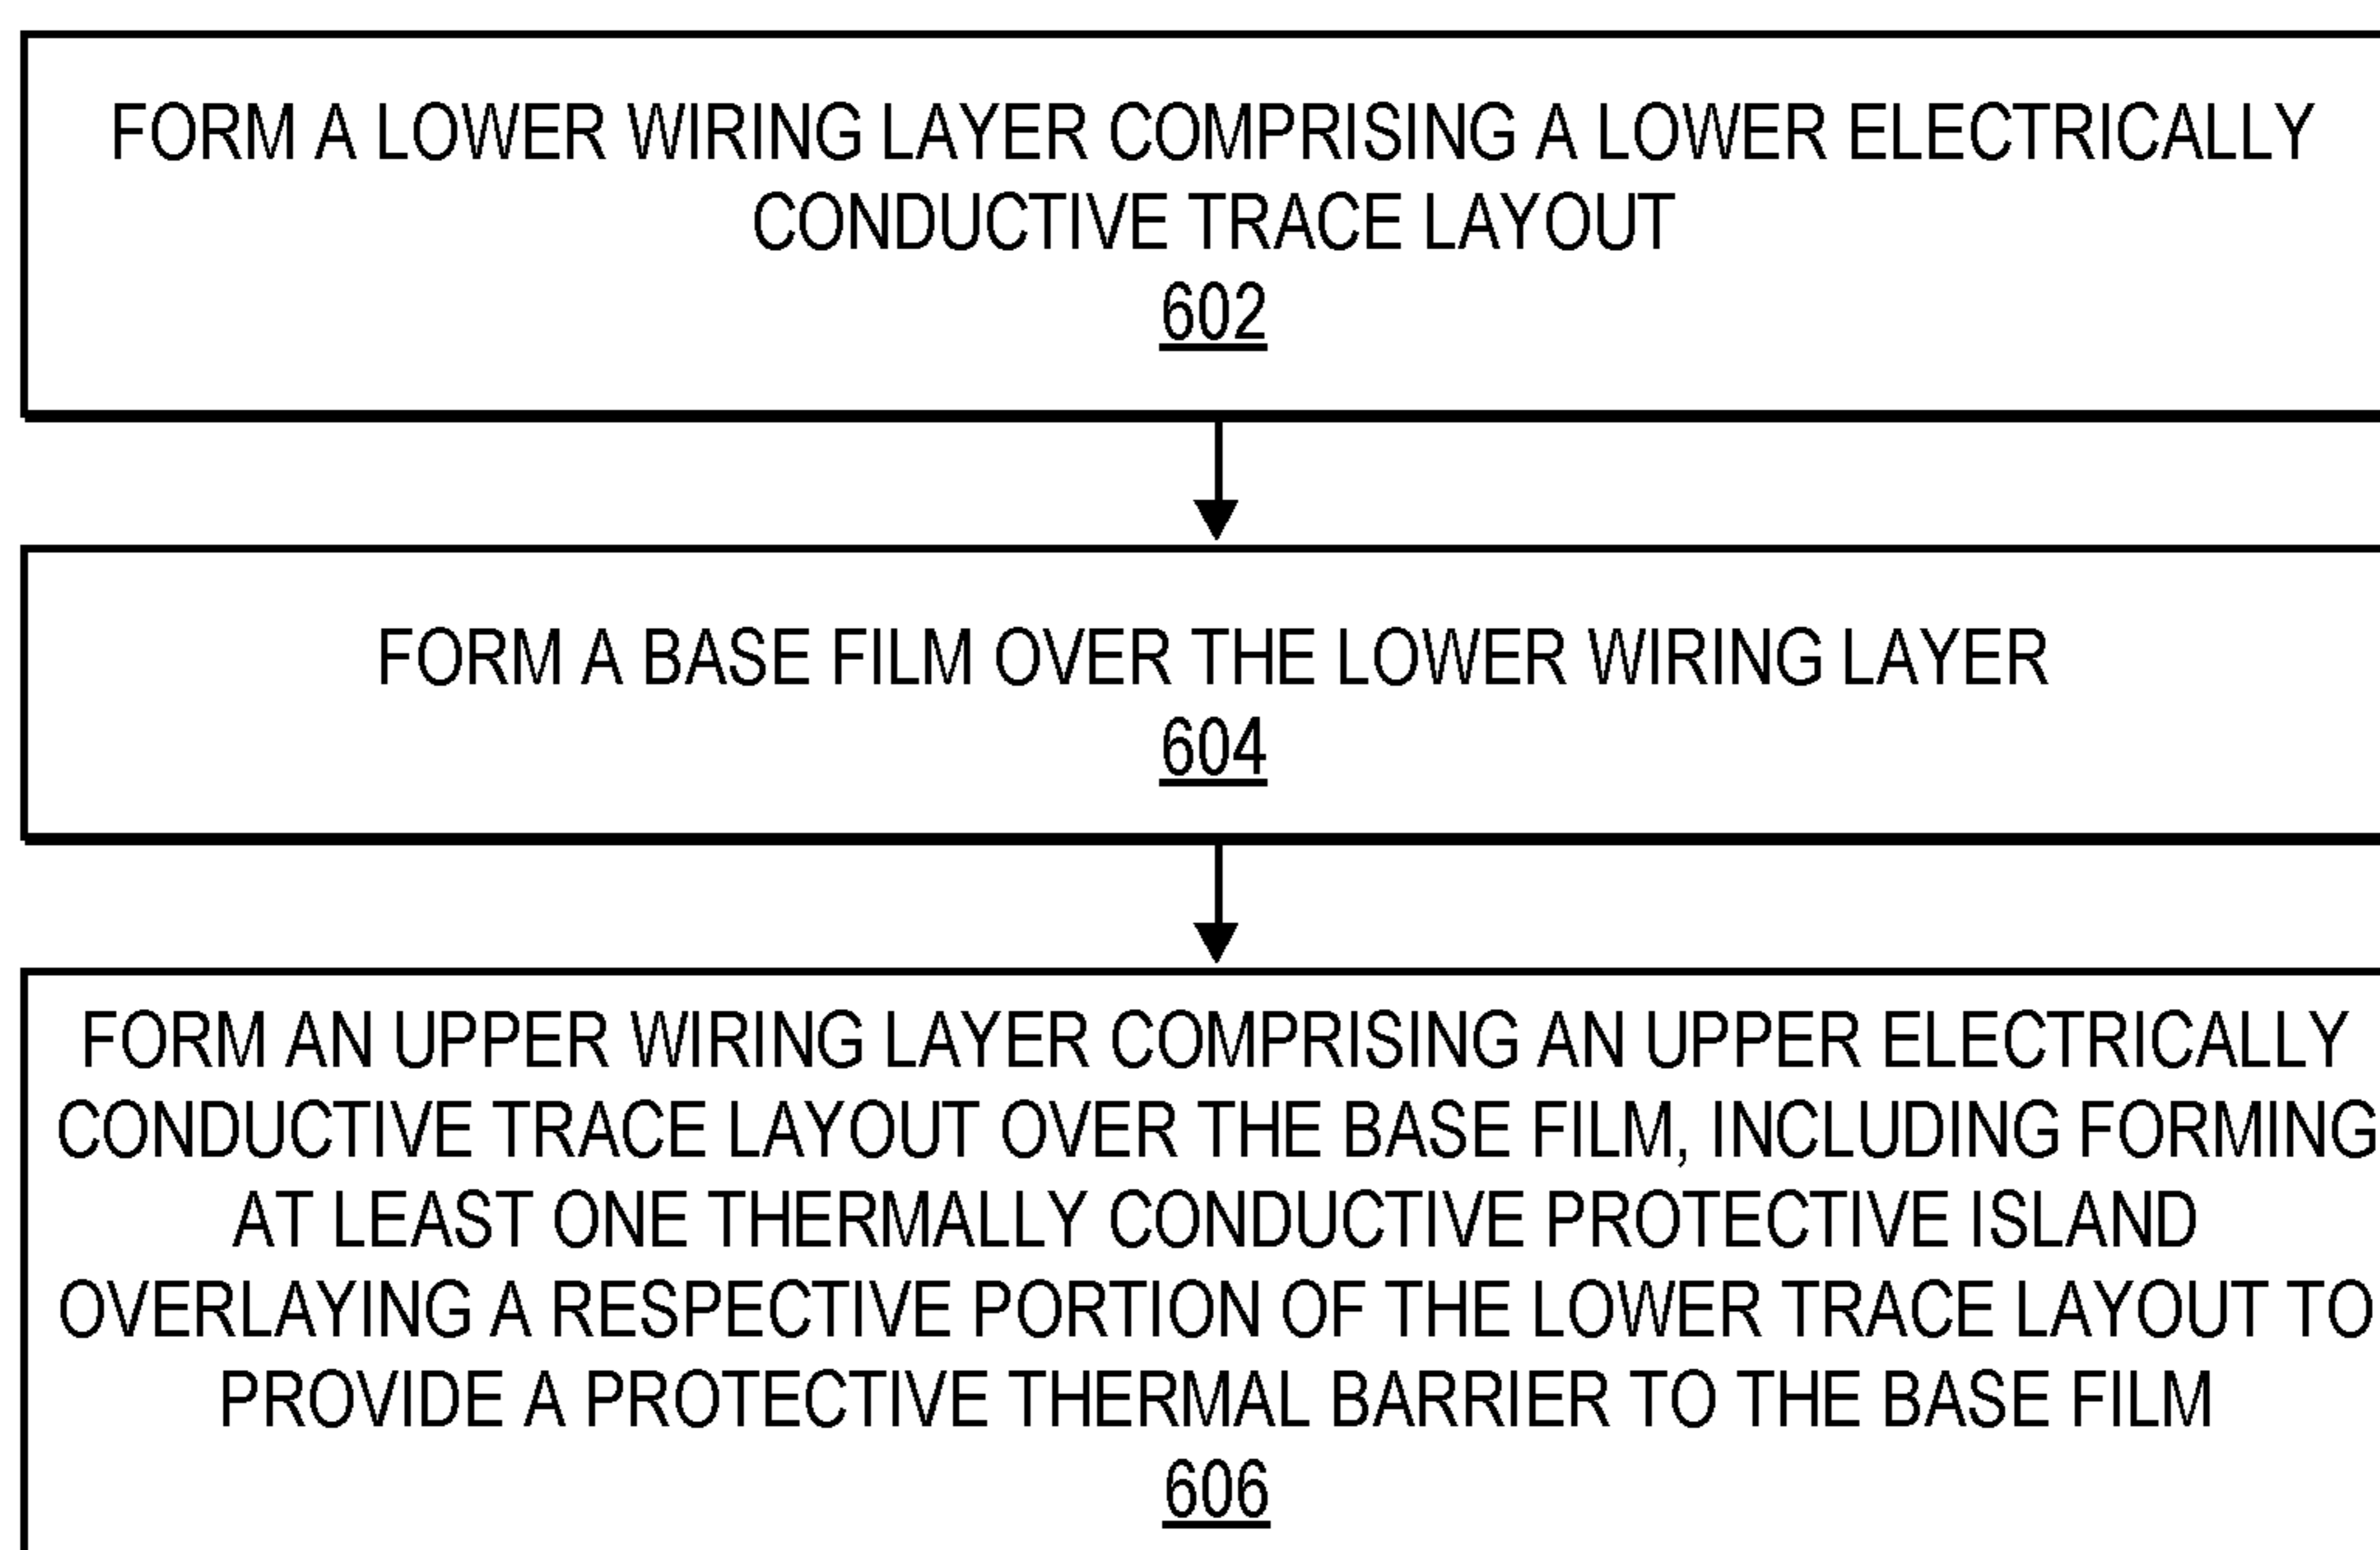 FORM A LOWER WIRING LAYER COMPRISING A LOWER ELECTRICALLY
CONDUCTIVE TRACE LAYOUT
602
FORM A BASE FILM OVER THE LOWER WIRING LAYER
604
FORM AN UPPER WIRING LAYER COMPRISING AN UPPER ELECTRICALLY
CONDUCTIVE TRACE LAYOUT OVER THE BASE FILM, INCLUDING FORMING
AT LEAST ONE THERMALLY CONDUCTIVE PROTECTIVE ISLAND
OVERLAYING A RESPECTIVE PORTION OF THE LOWER TRACE LAYOUT TO
PROVIDE A PROTECTIVE THERMAL BARRIER TO THE BASE FILM
606